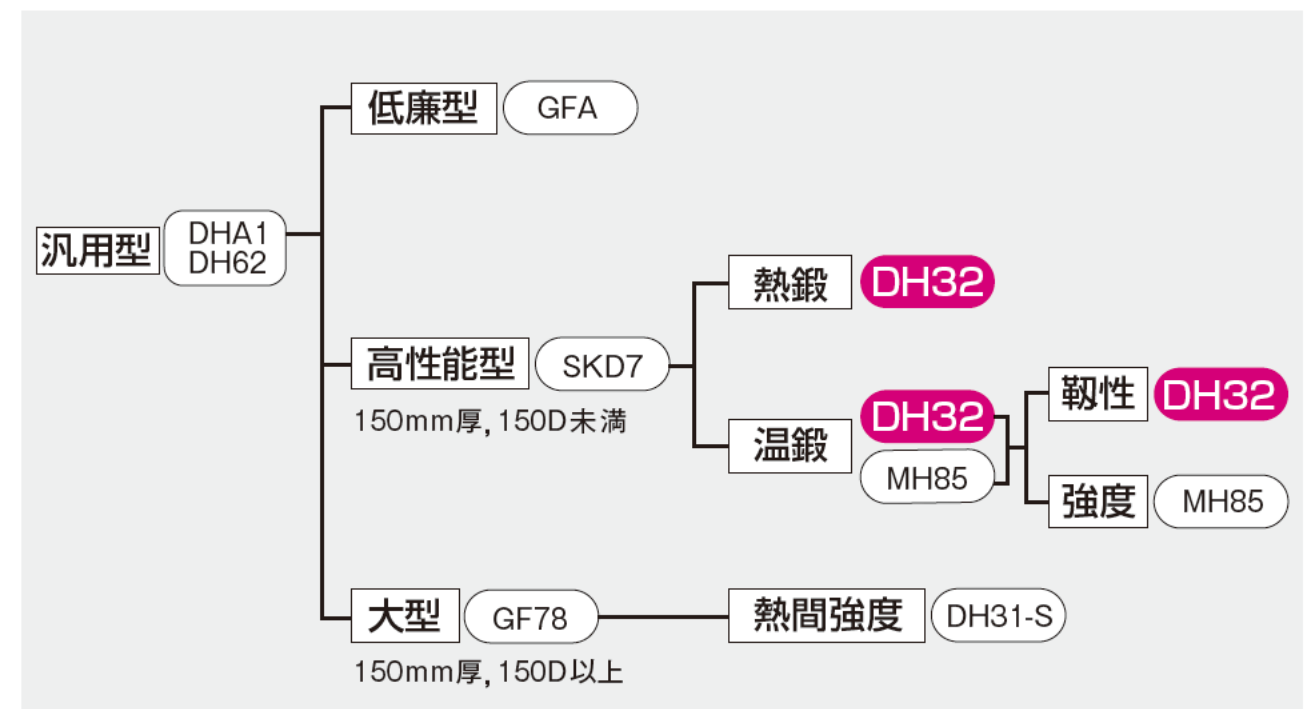 低廉型 GFA
汎用型 DHA1
DH62
熱鍛 DH32
高性能型 SKD7
150mm厚, 150D未満
温鍛 DH32
MH85
靱性 DH32
強度 MH85
大型 GF78
150mm厚, 150D以上
熱間強度 DH31-S